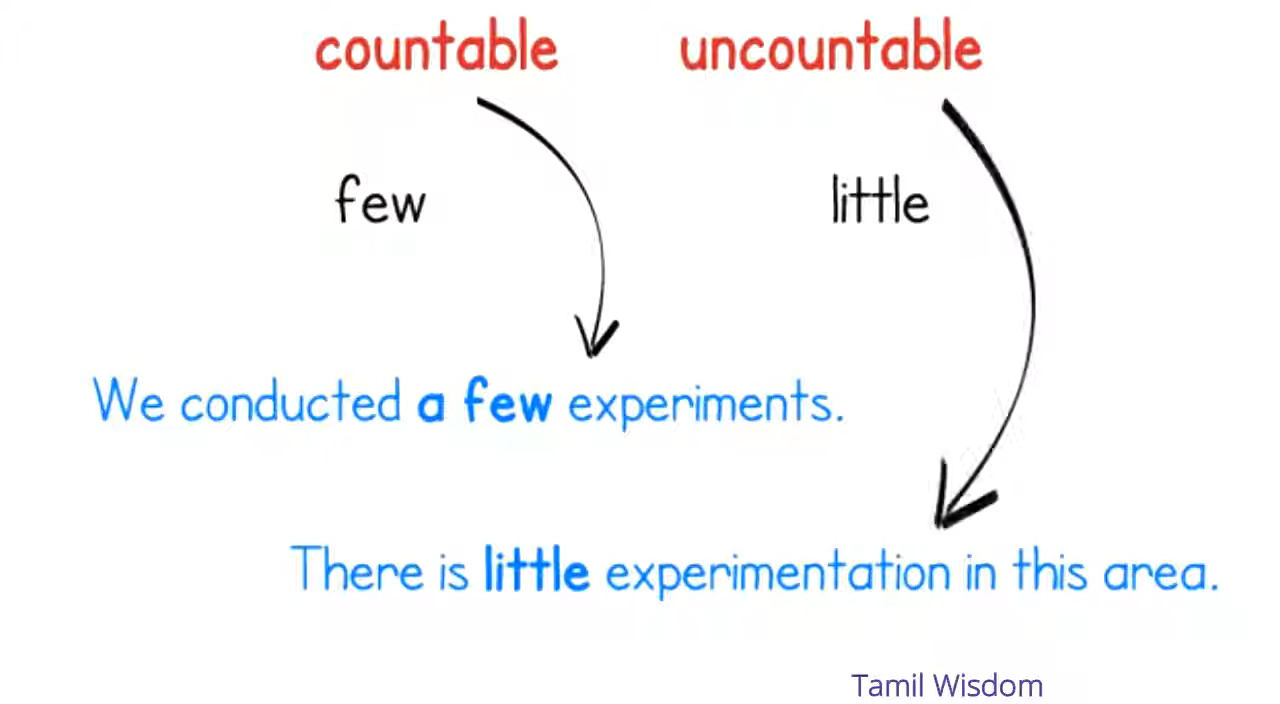 countable uncountable
few little
We conducted a few experiments.
There is little experimentation in this area.
Tamil Wisdom